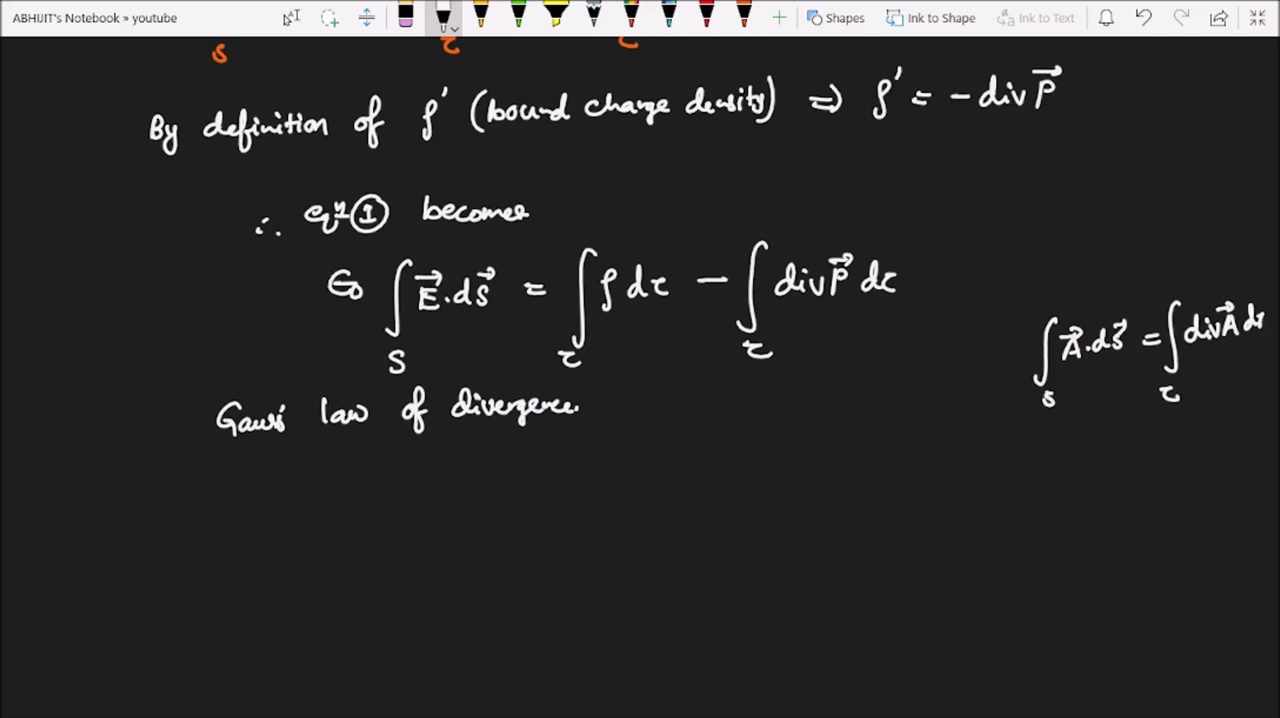 ABHIJIT's Notebook » youtube
Shapes Ink to Shape Ink to Text
s τ τ
By definition of ρ' (bound charge density) ⇒ ρ' = - div P⃗
∴ eqⁿ ① becomes
ε₀ ∫_S E⃗.dS⃗ = ∫_τ ρ dτ - ∫_τ div P⃗ dτ
∫_s A⃗.dS⃗ = ∫_τ div A⃗ dτ
Gauss' law of divergence.